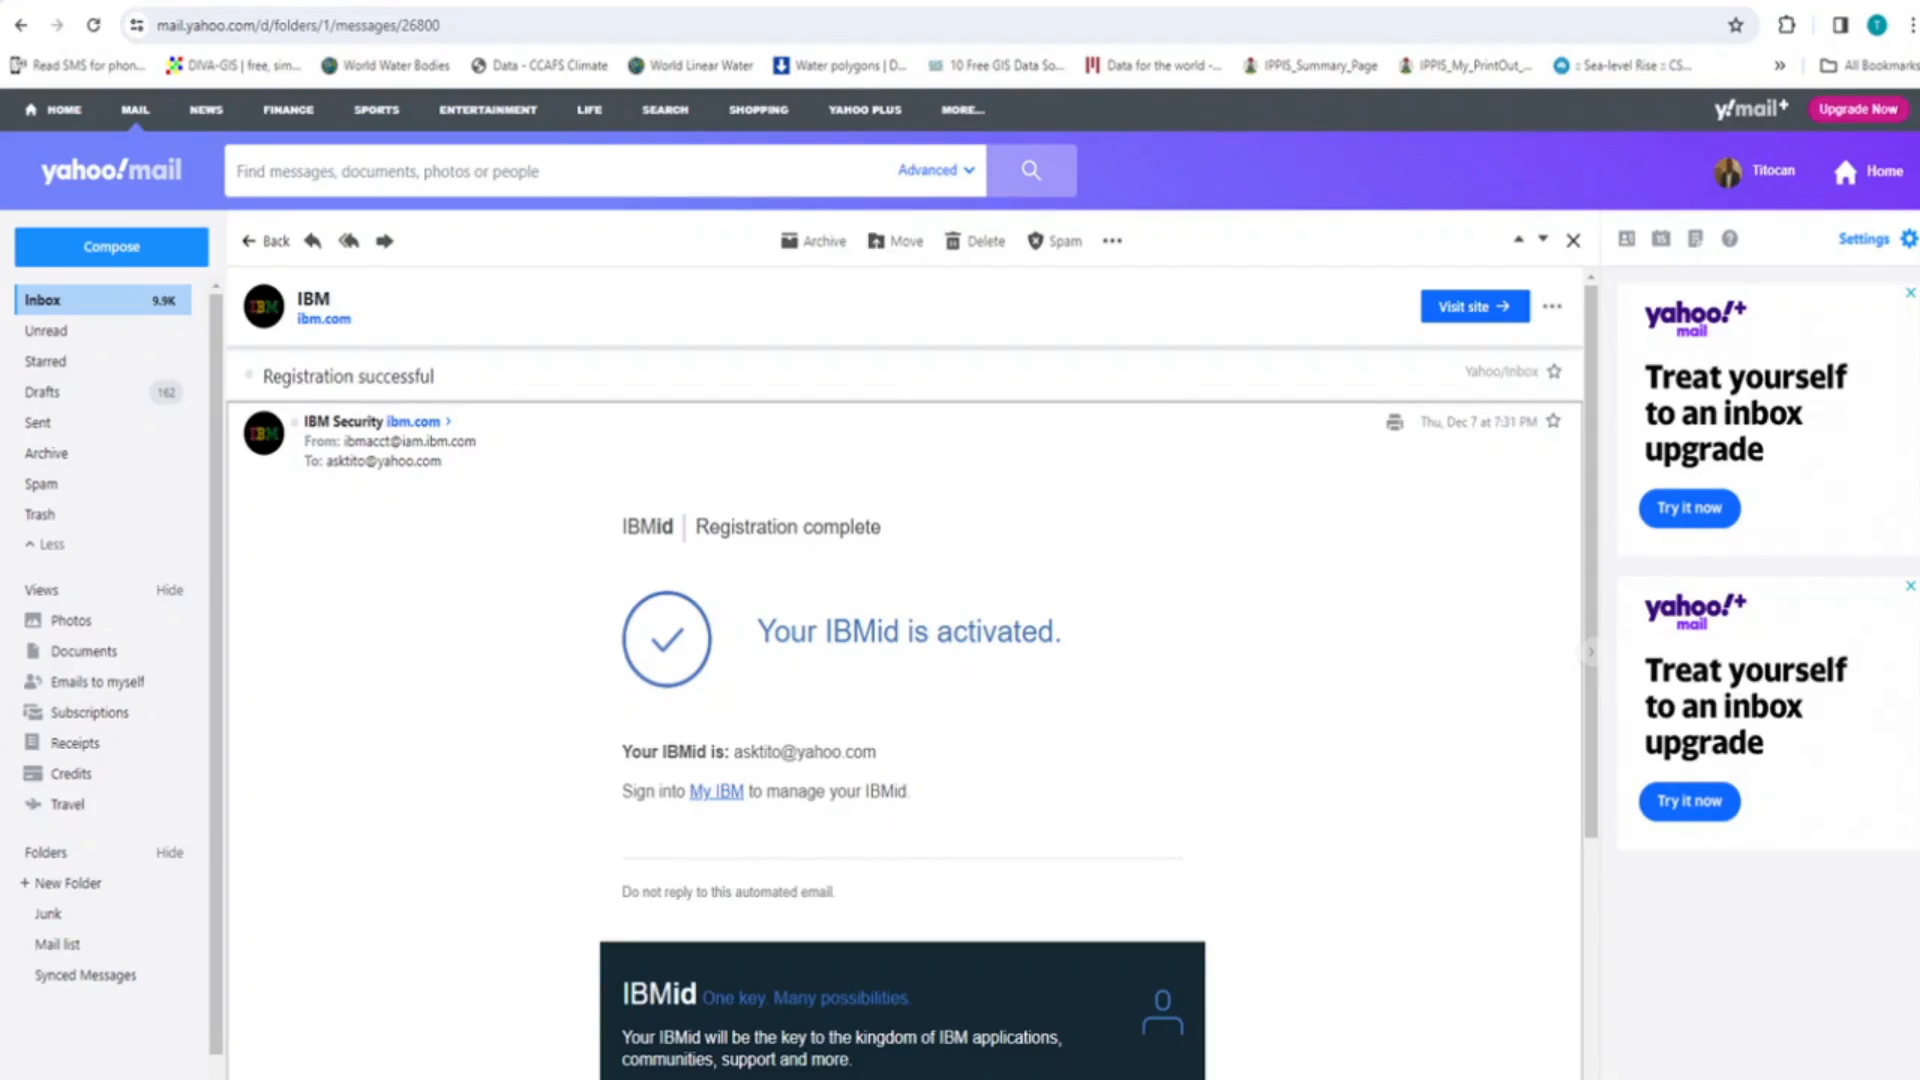 mail.yahoo.com/d/folders/1/messages/26800
Read SMS for phon... DIVA-GIS | free, sim... World Water Bodies Data - CCAFS Climate World Linear Water Water polygons | D... 10 Free GIS Data So... Data for the world -... IPPIS_Summary_Page IPPIS_My_PrintOut_... :: Sea-level Rise :: CS... » All Bookmarks
HOME MAIL NEWS FINANCE SPORTS ENTERTAINMENT LIFE SEARCH SHOPPING YAHOO PLUS MORE... y!mail+ Upgrade Now
yahoo!mail Find messages, documents, photos or people Advanced Titocan Home
Compose
Back Archive Move Delete Spam
Settings
Inbox 9.9K
Unread
Starred
Drafts 162
Sent
Archive
Spam
Trash
Less
Views Hide
Photos
Documents
Emails to myself
Subscriptions
Receipts
Credits
Travel
Folders Hide
+ New Folder
Junk
Mail list
Synced Messages
IBM
IBM
ibm.com
Visit site →
Registration successful
Yahoo/Inbox
IBM
IBM Security ibm.com >
From: ibmacct@iam.ibm.com
To: asktito@yahoo.com
Thu, Dec 7 at 7:31 PM
IBMid | Registration complete
Your IBMid is activated.
Your IBMid is: asktito@yahoo.com
Sign into My IBM to manage your IBMid.
Do not reply to this automated email.
IBMid One key. Many possibilities.
Your IBMid will be the key to the kingdom of IBM applications,
communities, support and more.
yahoo!+
mail
Treat yourself
to an inbox
upgrade
Try it now
yahoo!+
mail
Treat yourself
to an inbox
upgrade
Try it now